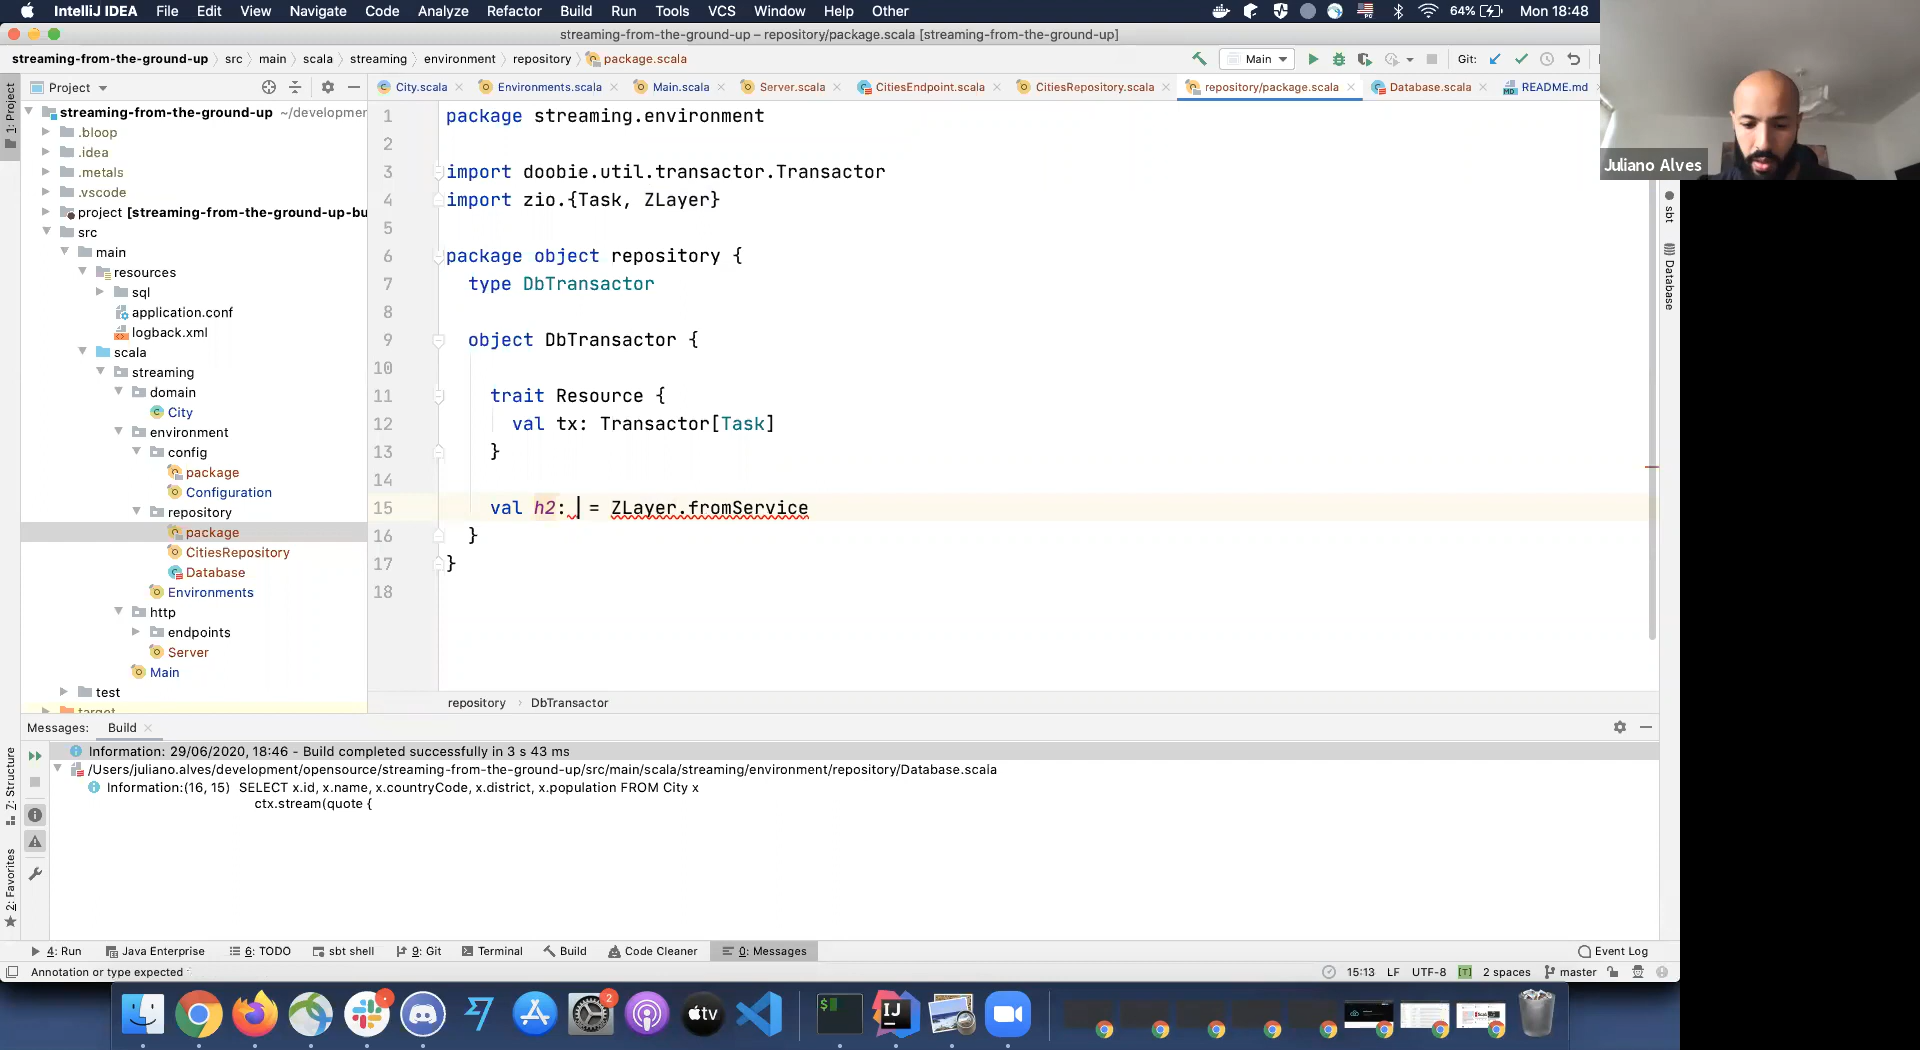 IntelliJ IDEA File Edit View Navigate Code Analyze Refactor Build Run Tools VCS Window Help Other 64% Mon 18:48
streaming-from-the-ground-up – repository/package.scala [streaming-from-the-ground-up]
streaming-from-the-ground-up › src › main › scala › streaming › environment › repository › package.scala Main Git:
Project City.scala Environments.scala Main.scala Server.scala CitiesEndpoint.scala CitiesRepository.scala repository/package.scala Database.scala README.md
1: Project
streaming-from-the-ground-up ~/developmer
.bloop
.idea
.metals
.vscode
project [streaming-from-the-ground-up-bu
src
main
resources
sql
application.conf
logback.xml
scala
streaming
domain
City
environment
config
package
Configuration
repository
package
CitiesRepository
Database
Environments
http
endpoints
Server
Main
test
target
1 package streaming.environment
2
3 import doobie.util.transactor.Transactor
4 import zio.{Task, ZLayer}
5
6 package object repository {
7 type DbTransactor
8
9 object DbTransactor {
10
11 trait Resource {
12 val tx: Transactor[Task]
13 }
14
15 val h2: = ZLayer.fromService
16 }
17 }
18
repository › DbTransactor
Juliano Alves
sbt
Database
Messages: Build
Information: 29/06/2020, 18:46 - Build completed successfully in 3 s 43 ms
/Users/juliano.alves/development/opensource/streaming-from-the-ground-up/src/main/scala/streaming/environment/repository/Database.scala
Information:(16, 15) SELECT x.id, x.name, x.countryCode, x.district, x.population FROM City x
ctx.stream(quote {
Z: Structure
2: Favorites
4: Run Java Enterprise 6: TODO sbt shell 9: Git Terminal Build Code Cleaner 0: Messages Event Log
Annotation or type expected 15:13 LF UTF-8 [T] 2 spaces master
2
$
IJ
tv